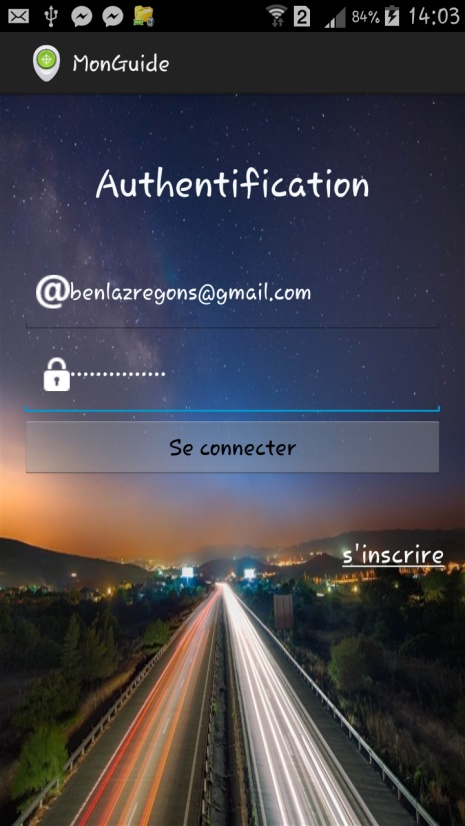 2 84% 14:03
MonGuide
Authentification
@benlazregons@gmail.com
...............
Se connecter
s'inscrire